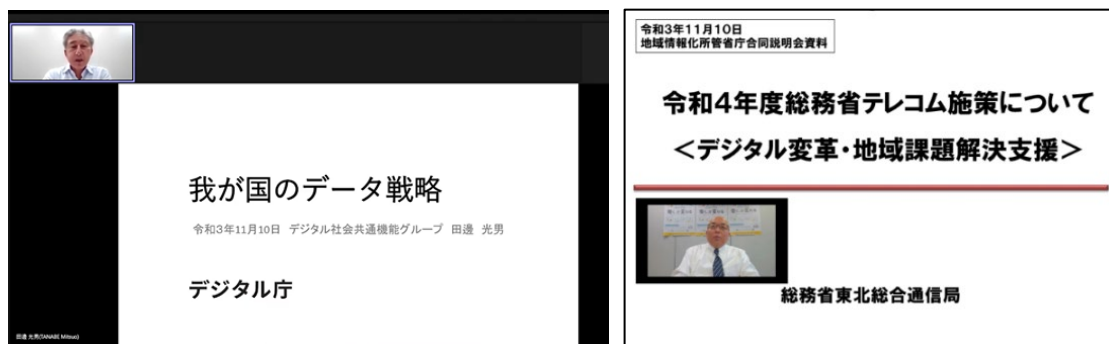 我が国のデータ戦略
令和3年11月10日 デジタル社会共通機能グループ 田邊 光男
デジタル庁
田邊 光男(TANABE Mitsuo)
令和3年11月10日
地域情報化所管省庁合同説明会資料
令和4年度総務省テレコム施策について
<デジタル変革・地域課題解決支援>
総務省東北総合通信局